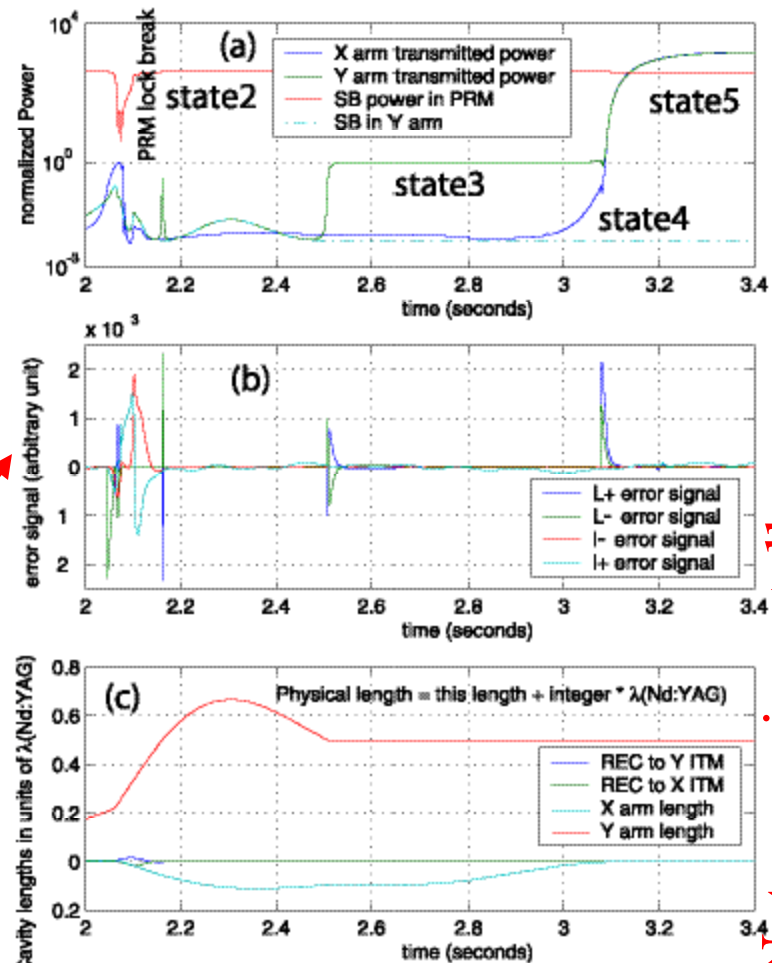 10^4
(a)
X arm transmitted power
Y arm transmitted power
SB power in PRM
SB in Y arm
PRM lock break
state2
state5
normalized Power
10^0
state3
state4
2 2.2 2.4 2.6 2.8 3 3.2 3.4
time (seconds)
x 10 3
(b)
error signal (arbitrary unit)
2
1
0
1
2
L+ error signal
L- error signal
l- error signal
l+ error signal
2 2.2 2.4 2.6 2.8 3 3.2 3.4
time (seconds)
0.8
(c)
Physical length = this length + integer * λ(Nd:YAG)
0.6
0.4
0.2
0
0.2
REC to Y ITM
REC to X ITM
X arm length
Y arm length
lengths in units of λ(Nd:YAG)
2 2.2 2.4 2.6 2.8 3 3.2 3.4
time (seconds)